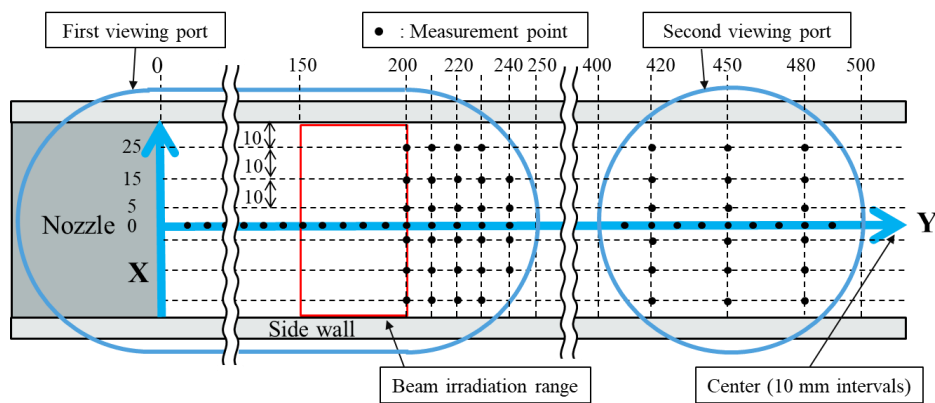 First viewing port
● : Measurement point
Second viewing port
0 150 200 220 240 250 400 420 450 480 500
25
10
10
15
10
5
Nozzle
0
Y
X
Side wall
Beam irradiation range
Center (10 mm intervals)